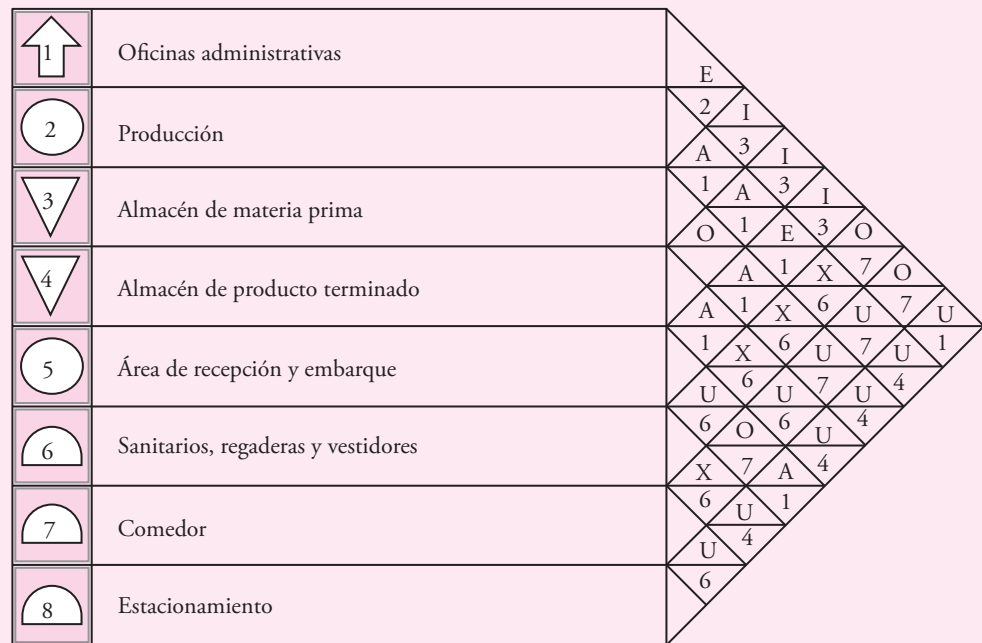 1 Oficinas administrativas
E
2 I
2 Producción
A 3 I
1 A 3 I
3 Almacén de materia prima
O 1 E 3 O
A 1 X 7 O
4 Almacén de producto terminado
A 1 X 6 U 7 U
1 X 6 U 7 U 1
5 Área de recepción y embarque
U 6 U 7 U 4
6 O 6 U 4
6 Sanitarios, regaderas y vestidores
X 7 A 4
6 U 1
7 Comedor
U 4
6
8 Estacionamiento